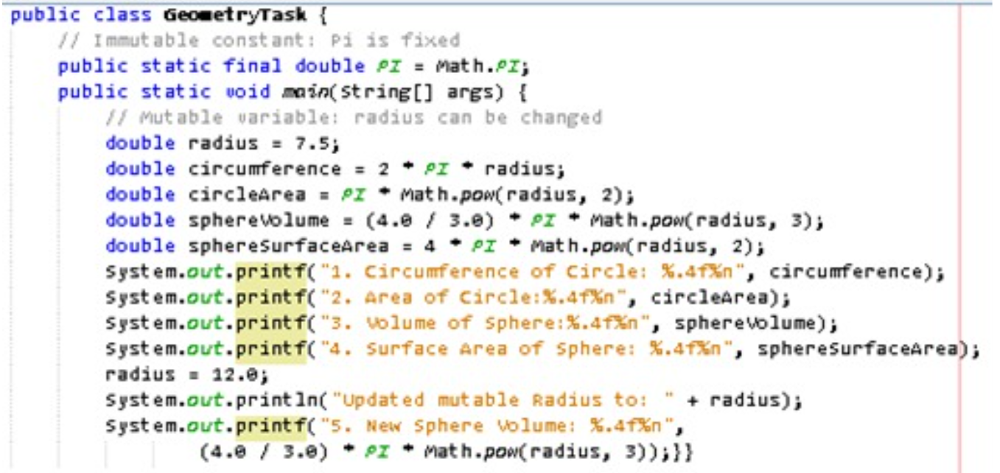 public class GeometryTask {
// Immutable constant: Pi is fixed
public static final double PI = Math.PI;
public static void main(String[] args) {
// Mutable variable: radius can be changed
double radius = 7.5;
double circumference = 2 * PI * radius;
double circleArea = PI * Math.pow(radius, 2);
double sphereVolume = (4.0 / 3.0) * PI * Math.pow(radius, 3);
double sphereSurfaceArea = 4 * PI * Math.pow(radius, 2);
System.out.printf("1. Circumference of Circle: %.4f%n", circumference);
System.out.printf("2. Area of Circle:%.4f%n", circleArea);
System.out.printf("3. Volume of Sphere:%.4f%n", sphereVolume);
System.out.printf("4. Surface Area of Sphere: %.4f%n", sphereSurfaceArea);
radius = 12.0;
System.out.println("Updated mutable Radius to: " + radius);
System.out.printf("5. New Sphere Volume: %.4f%n",
(4.0 / 3.0) * PI * Math.pow(radius, 3));}}